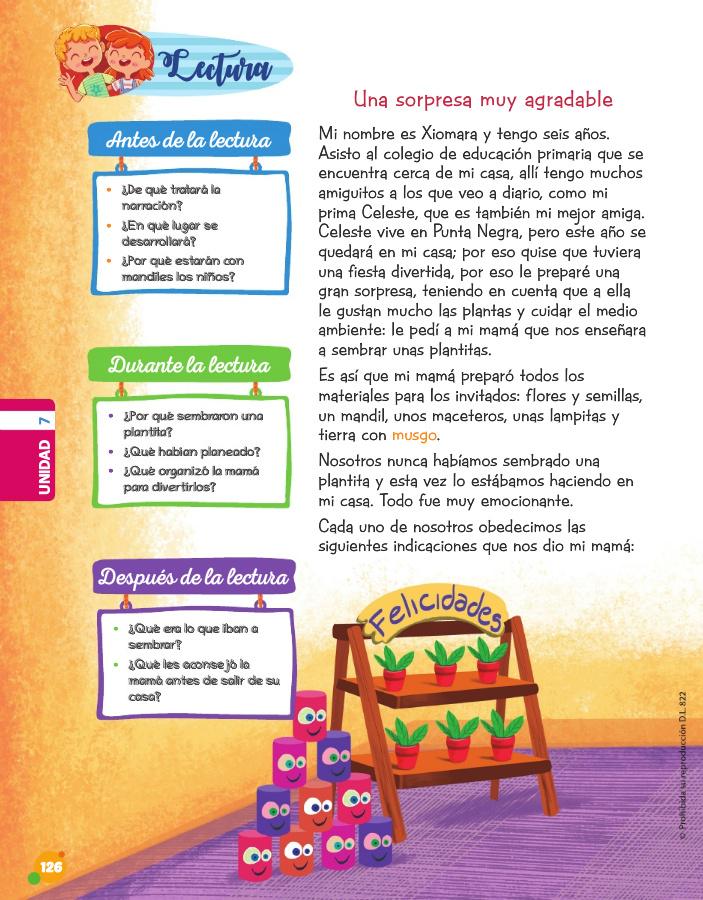 Lectura
Una sorpresa muy agradable
Antes de la lectura
¿De qué tratará la
narración?
¿En qué lugar se
desarrollará?
¿Por qué estarán con
mandiles los niños?
Durante la lectura
¿Por qué sembraron una
plantita?
¿Qué habían planeado?
¿Qué organizó la mamá
para divertirlos?
Después de la lectura
¿Qué era lo que iban a
sembrar?
¿Qué les aconsejó la
mamá antes de salir de su
casa?
Mi nombre es Xiomara y tengo seis años.
Asisto al colegio de educación primaria que se
encuentra cerca de mi casa, allí tengo muchos
amiguitos a los que veo a diario, como mi
prima Celeste, que es también mi mejor amiga.
Celeste vive en Punta Negra, pero este año se
quedará en mi casa; por eso quise que tuviera
una fiesta divertida, por eso le preparé una
gran sorpresa, teniendo en cuenta que a ella
le gustan mucho las plantas y cuidar el medio
ambiente: le pedí a mi mamá que nos enseñara
a sembrar unas plantitas.
Es así que mi mamá preparó todos los
materiales para los invitados: flores y semillas,
un mandil, unos maceteros, unas lampitas y
tierra con musgo.
Nosotros nunca habíamos sembrado una
plantita y esta vez lo estábamos haciendo en
mi casa. Todo fue muy emocionante.
Cada uno de nosotros obedecimos las
siguientes indicaciones que nos dio mi mamá:
Felicidades
UNIDAD 7
© Prohibida su reproducción D.L. 822
126